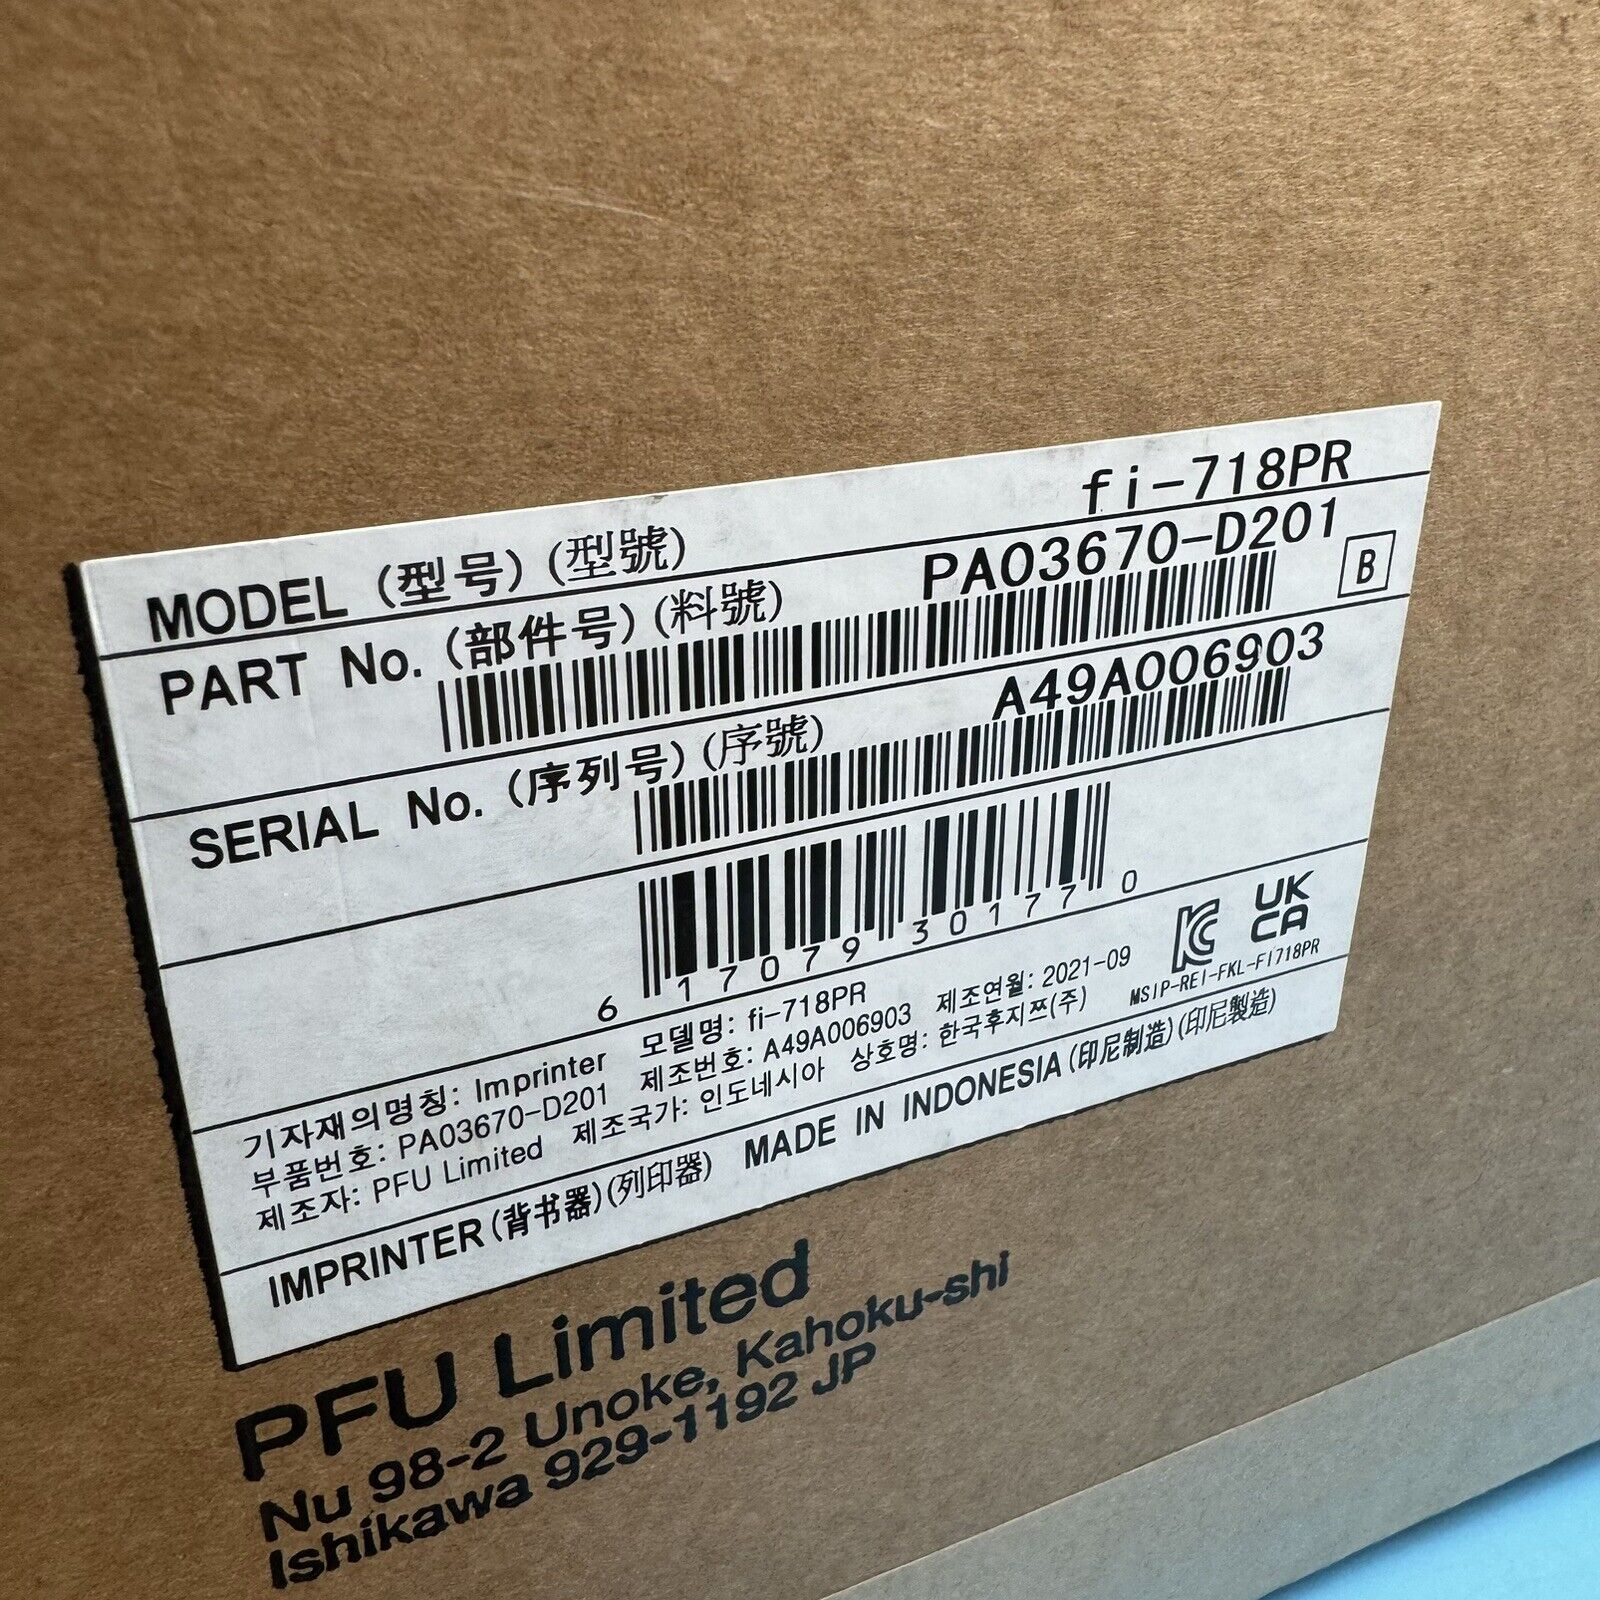 MODEL (型号) (型號) fi-718PR
PART No. (部件号) (料號) PA03670-D201 B
SERIAL No. (序列号) (序號) A49A006903
6 17079 30177 0
기자재의명칭: Imprinter 모델명: fi-718PR
부품번호: PA03670-D201 제조번호: A49A006903 제조연월: 2021-09
제조자: PFU Limited 제조국가: 인도네시아 상호명: 한국후지쯔(주)
UK CA
MSIP-REI-FKL-FI718PR
IMPRINTER (背书器) (列印器) MADE IN INDONESIA (印尼制造) (印尼製造)
PFU Limited
Nu 98-2 Unoke, Kahoku-shi
Ishikawa 929-1192 JP